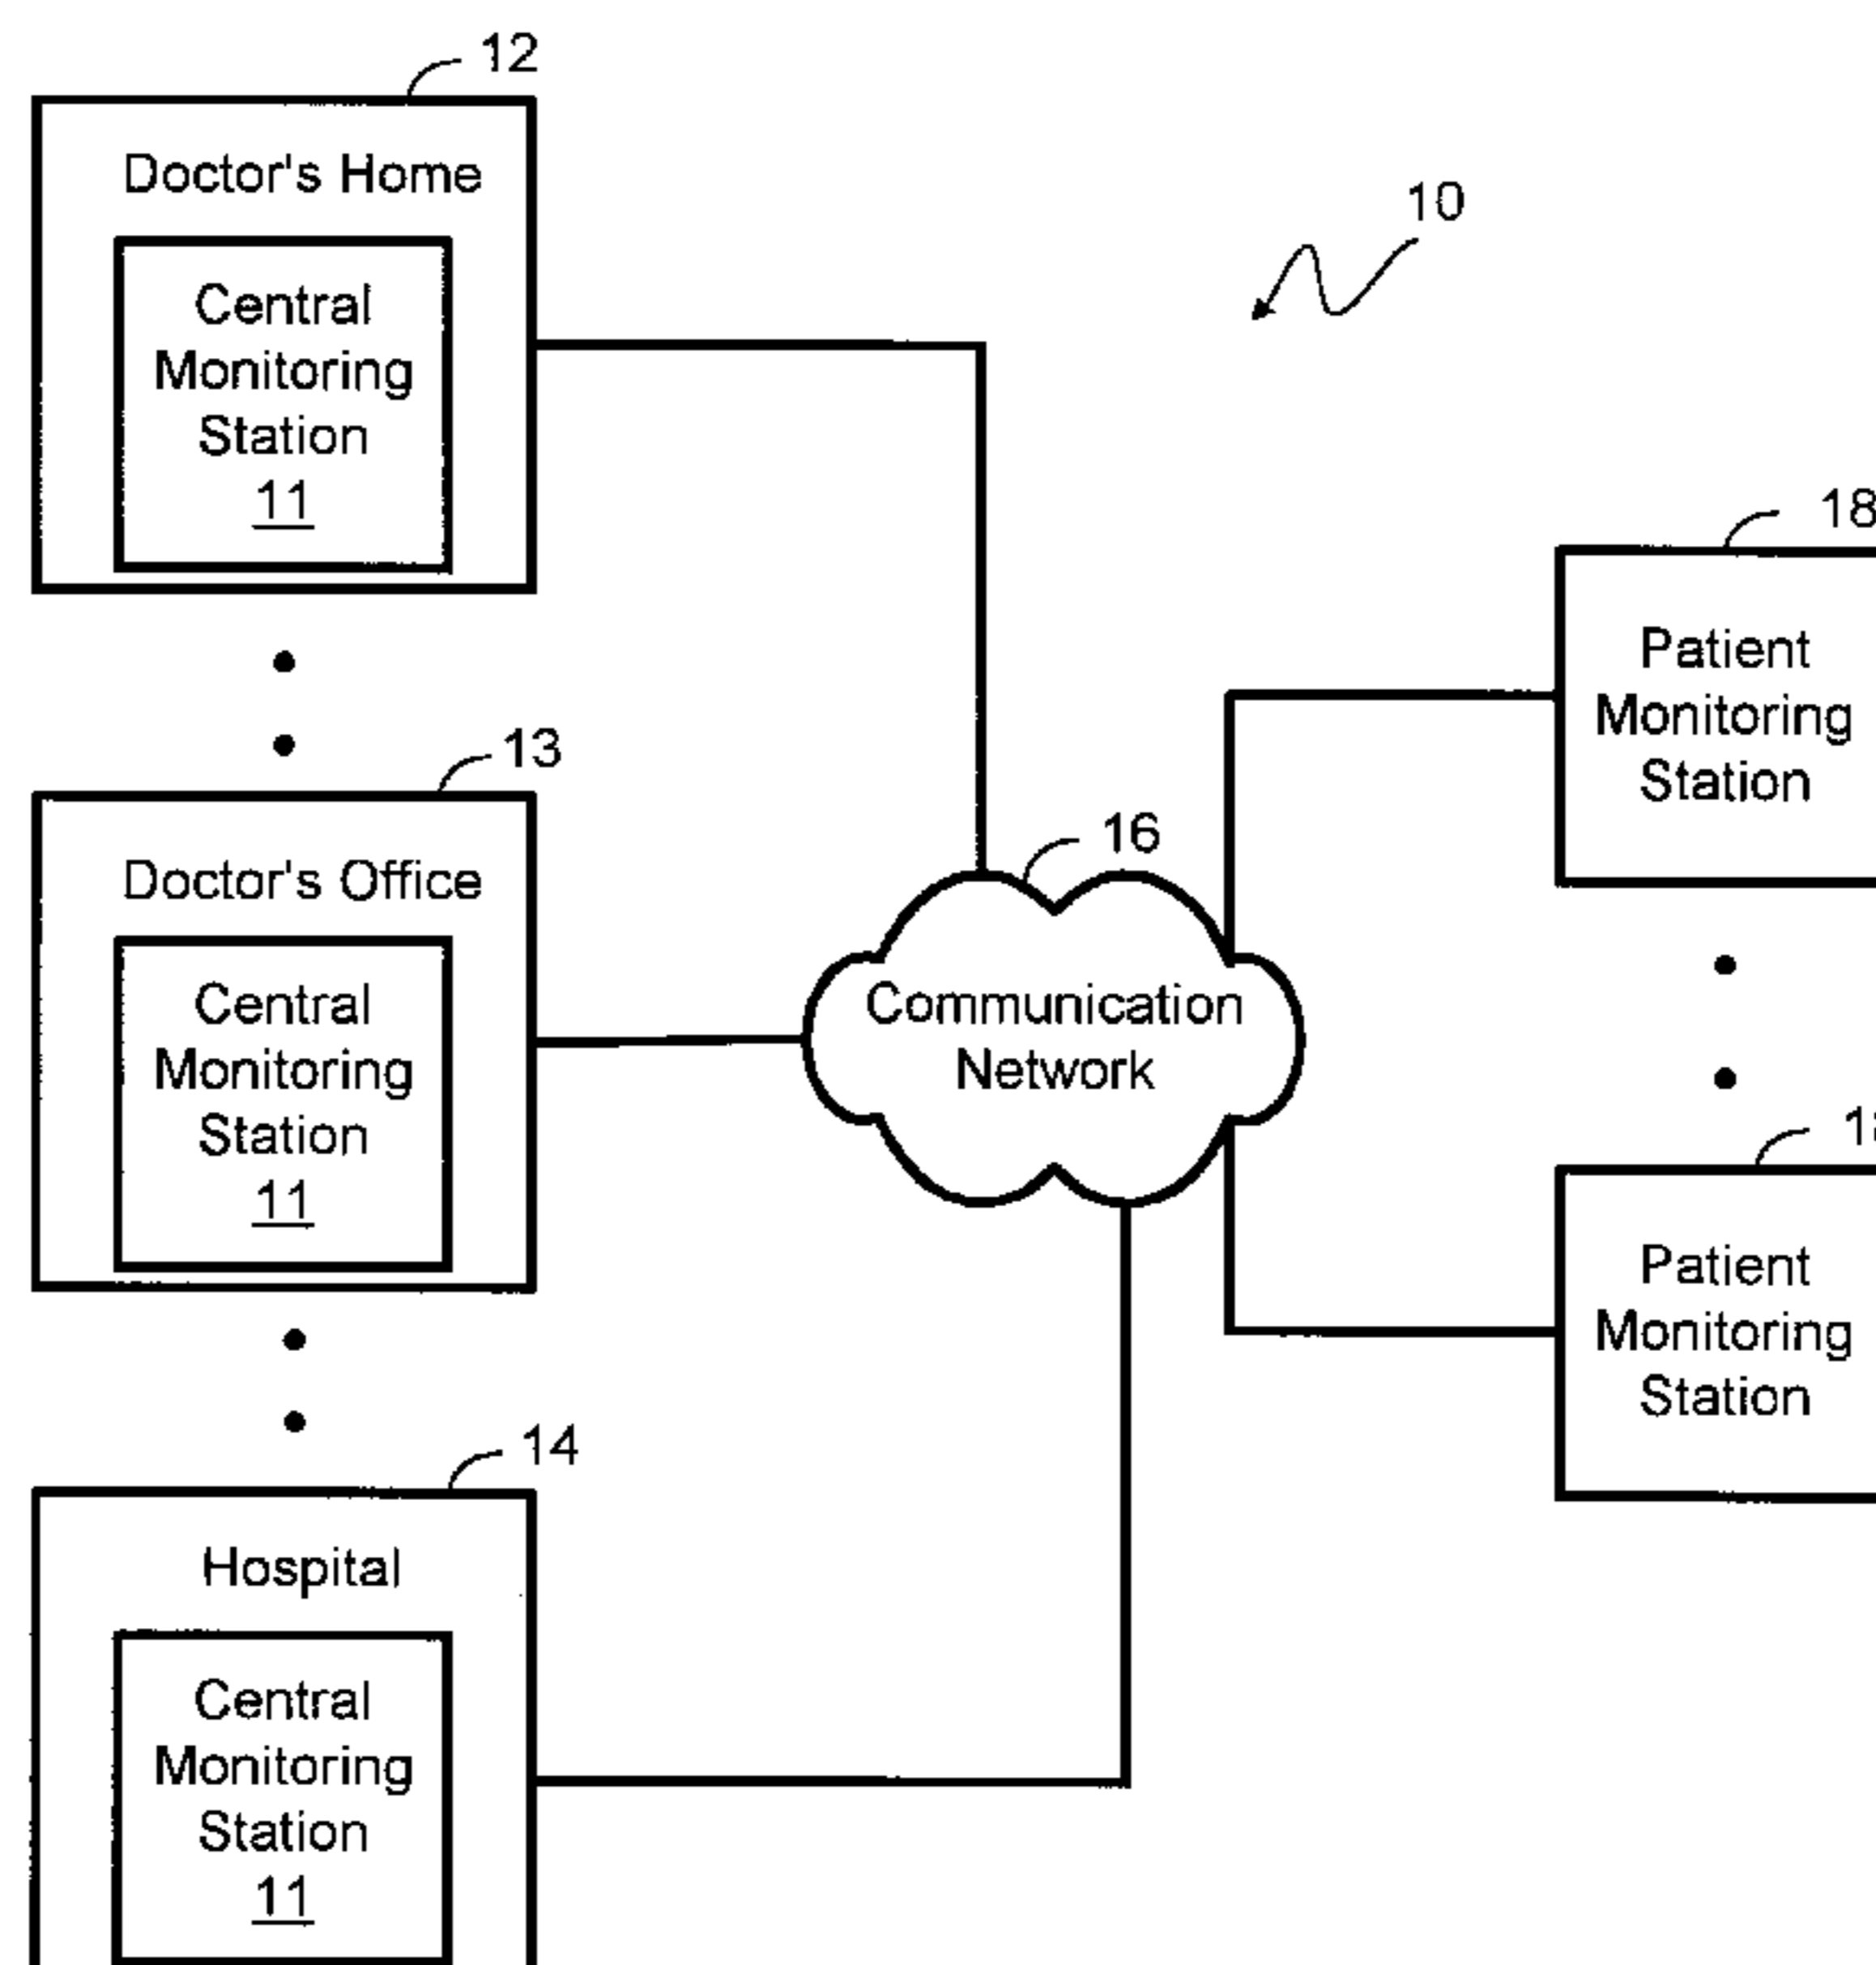 12
Doctor's Home
Central
Monitoring
Station
11
10
18
Patient
Monitoring
Station
13
Doctor's Office
Central
Monitoring
Station
11
16
Communication
Network
Patient
Monitoring
Station
14
Hospital
Central
Monitoring
Station
11